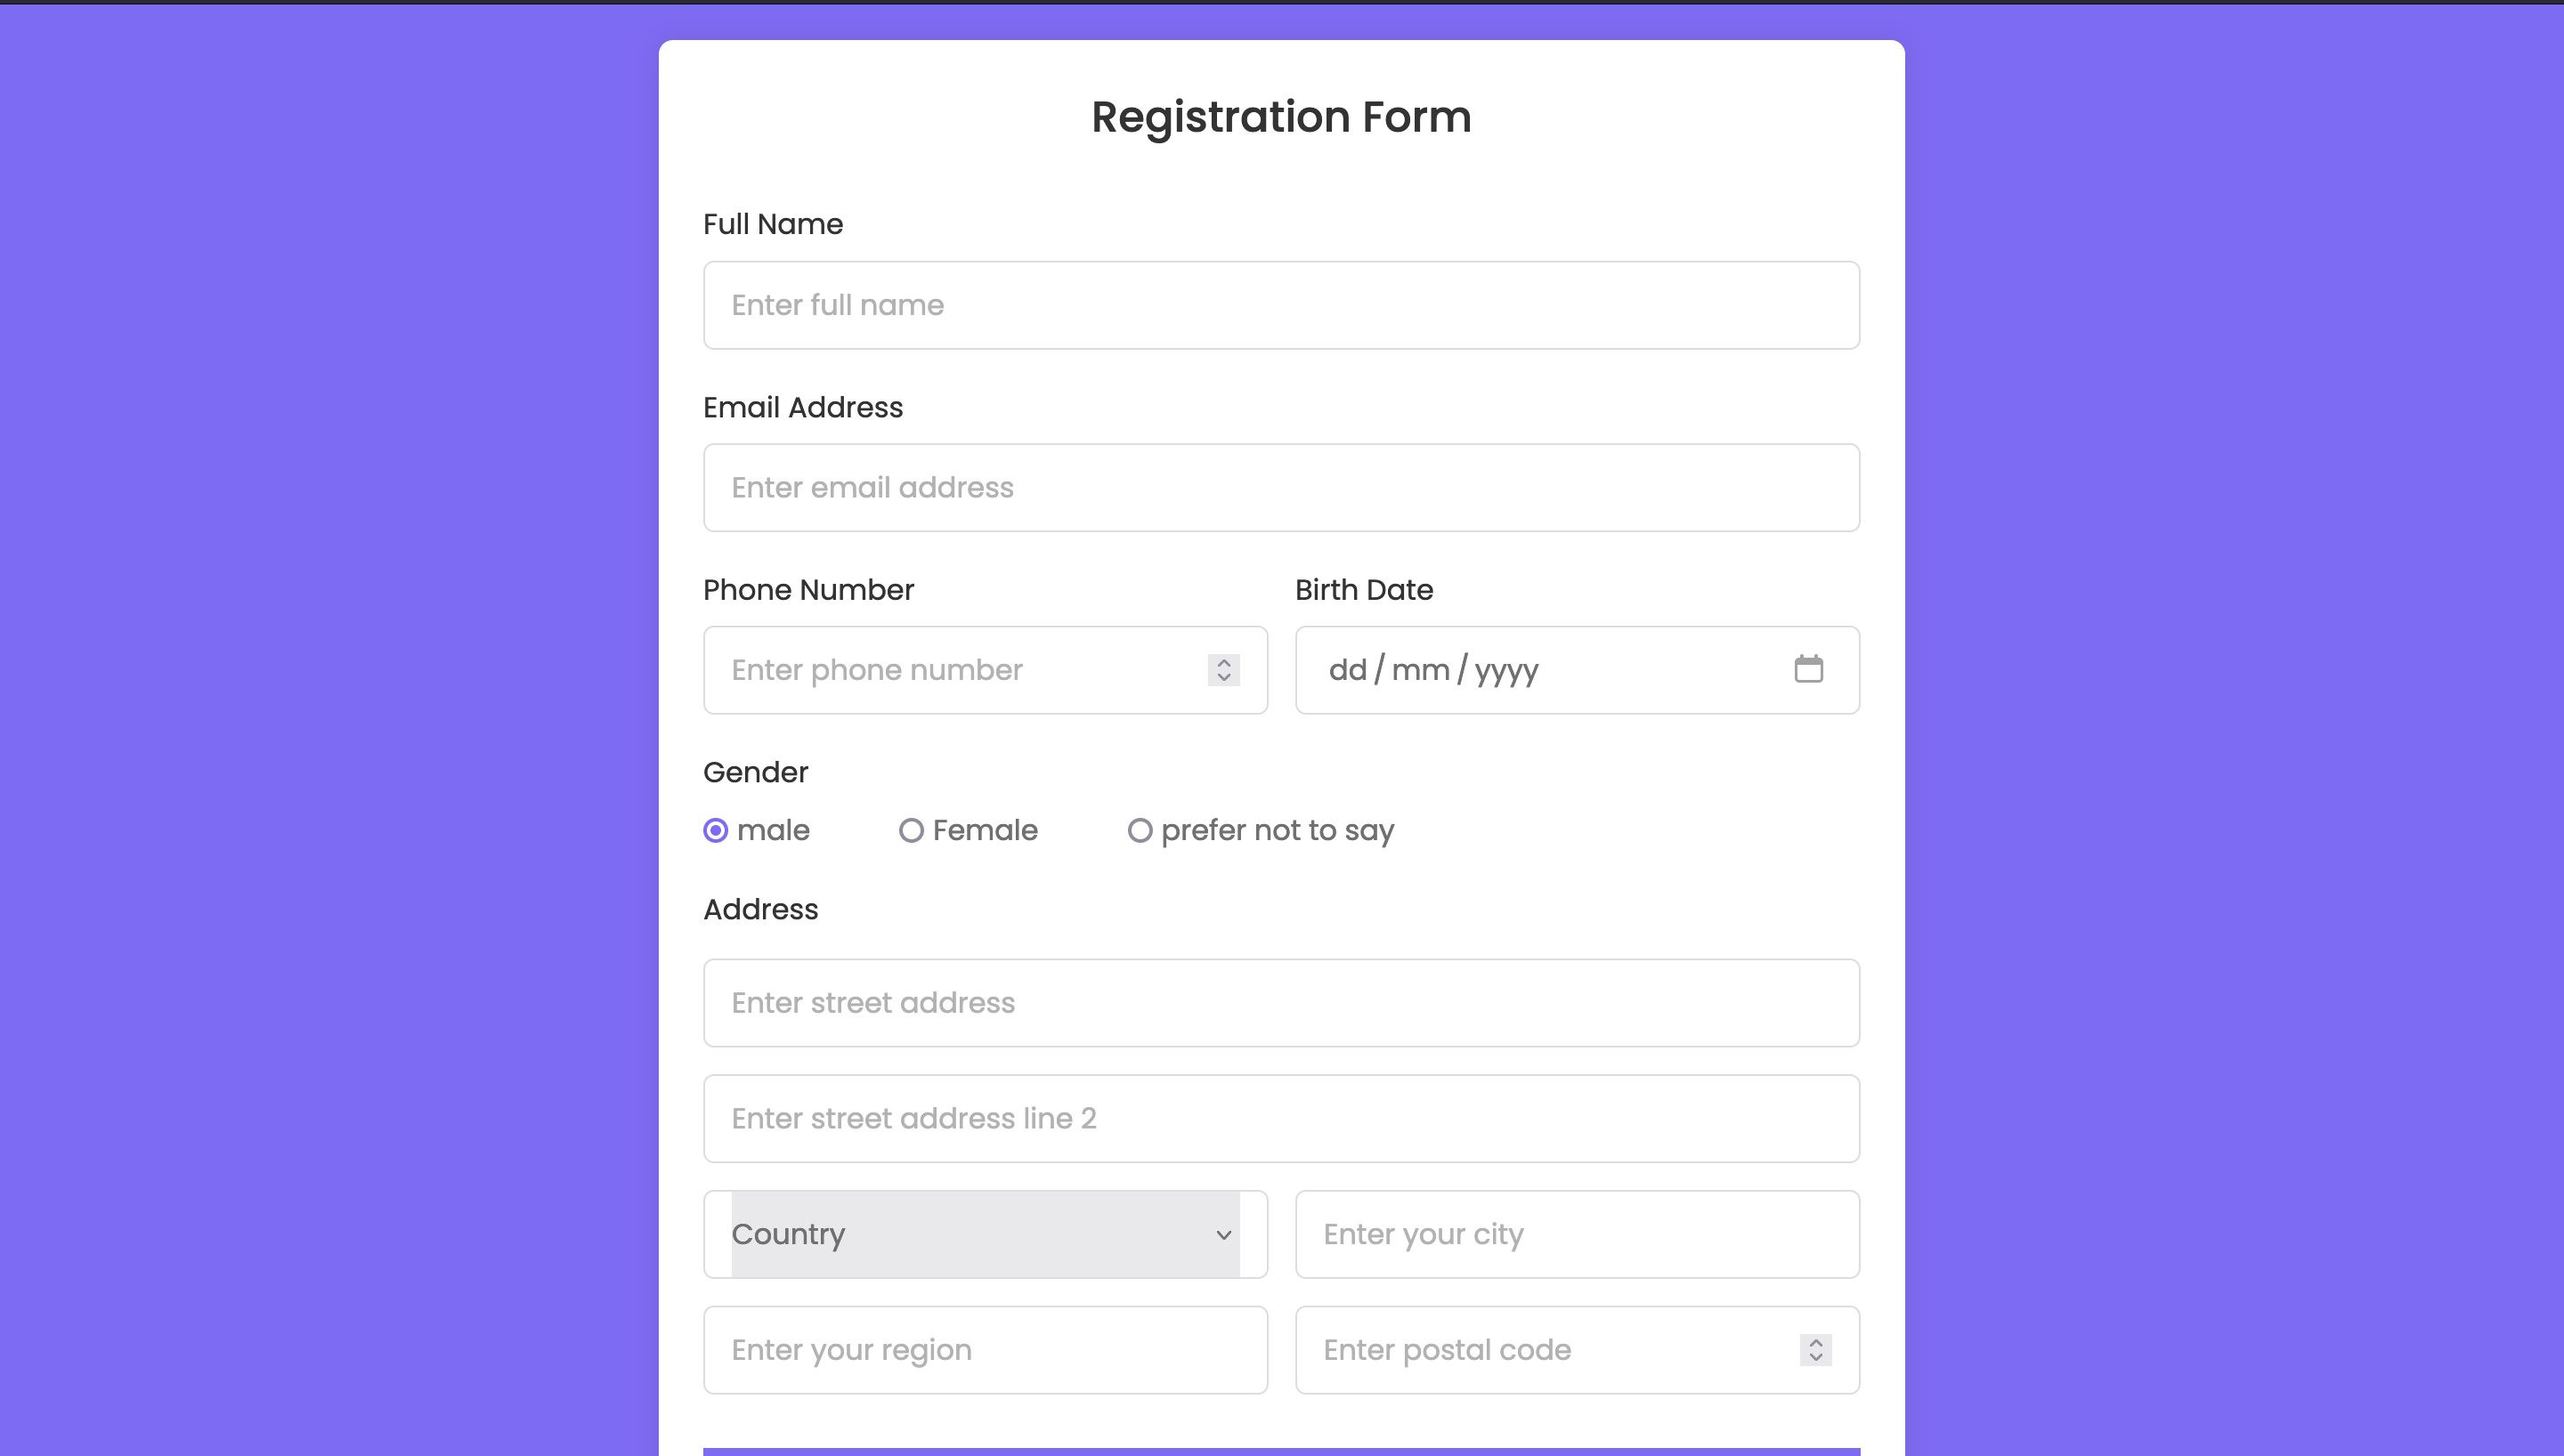 Registration Form
Full Name
Enter full name
Email Address
Enter email address
Phone Number
Birth Date
Enter phone number
dd / mm / yyyy
Gender
male
Female
prefer not to say
Address
Enter street address
Enter street address line 2
Country
Enter your city
Enter your region
Enter postal code